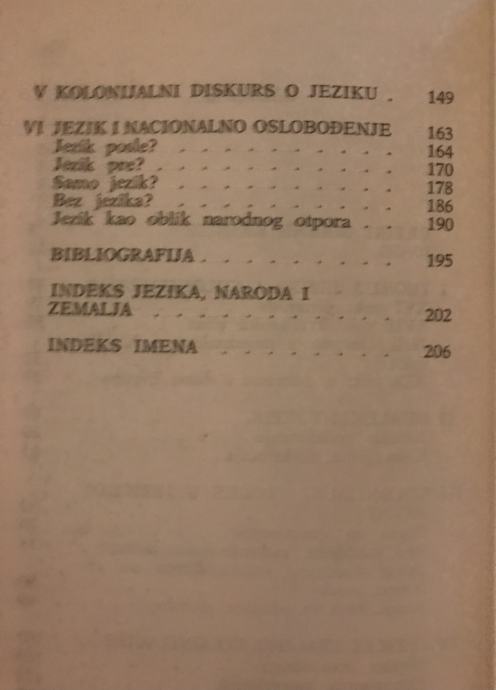 V KOLONIJALNI DISKURS O JEZIKU . 149
VI JEZIK I NACIONALNO OSLOBOĐENJE 163
Jezik posle? . . . . . . . . . . 164
Jezik pre? . . . . . . . . . . . 170
Samo jezik? . . . . . . . . . . 178
Bez jezika? . . . . . . . . . . 186
Jezik kao oblik narodnog otpora . . 190
BIBLIOGRAFIJA . . . . . . . . . 195
INDEKS JEZIKA, NARODA I
ZEMALJA . . . . . . . . . . . . 202
INDEKS IMENA . . . . . . . . . 206